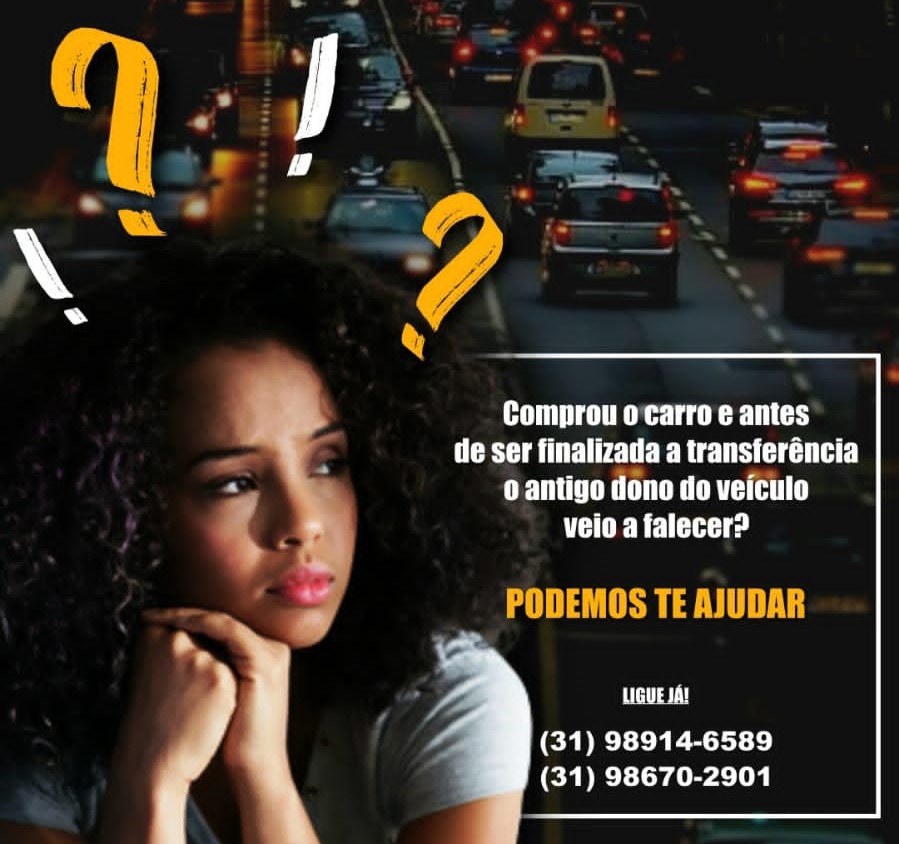 ? ! ! ?
Comprou o carro e antes
de ser finalizada a transferência
o antigo dono do veículo
veio a falecer?
PODEMOS TE AJUDAR
LIGUE JÁ!
(31) 98914-6589
(31) 98670-2901